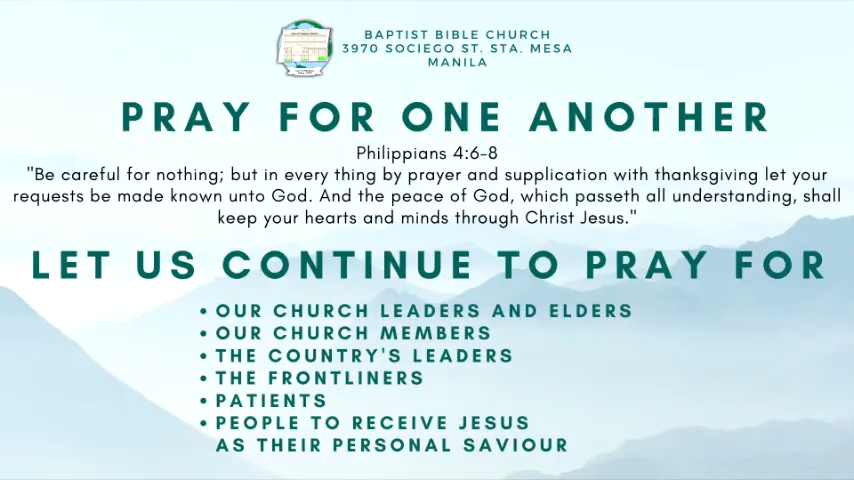 BAPTIST BIBLE CHURCH
3970 SOCIEGO ST. STA. MESA
MANILA
PRAY FOR ONE ANOTHER
Philippians 4:6-8
"Be careful for nothing; but in every thing by prayer and supplication with thanksgiving let your
requests be made known unto God. And the peace of God, which passeth all understanding, shall
keep your hearts and minds through Christ Jesus."
LET US CONTINUE TO PRAY FOR
• OUR CHURCH LEADERS AND ELDERS
• OUR CHURCH MEMBERS
• THE COUNTRY'S LEADERS
• THE FRONTLINERS
• PATIENTS
• PEOPLE TO RECEIVE JESUS
AS THEIR PERSONAL SAVIOUR